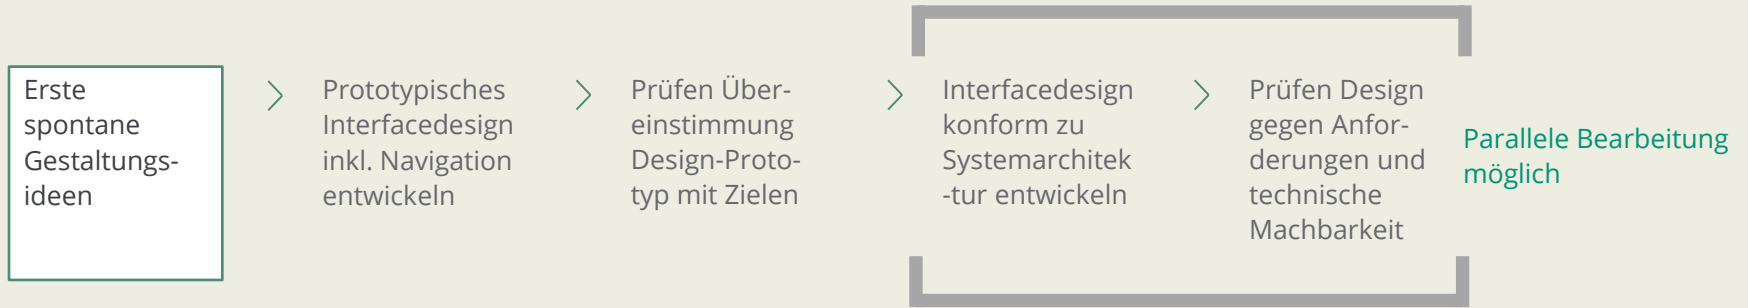 Erste
spontane
Gestaltungs-
ideen
Prototypisches
Interfacedesign
inkl. Navigation
entwickeln
Prüfen Über-
einstimmung
Design-Proto-
typ mit Zielen
Interfacedesign
konform zu
Systemarchitek
-tur entwickeln
Prüfen Design
gegen Anfor-
derungen und
technische
Machbarkeit
Parallele Bearbeitung
möglich